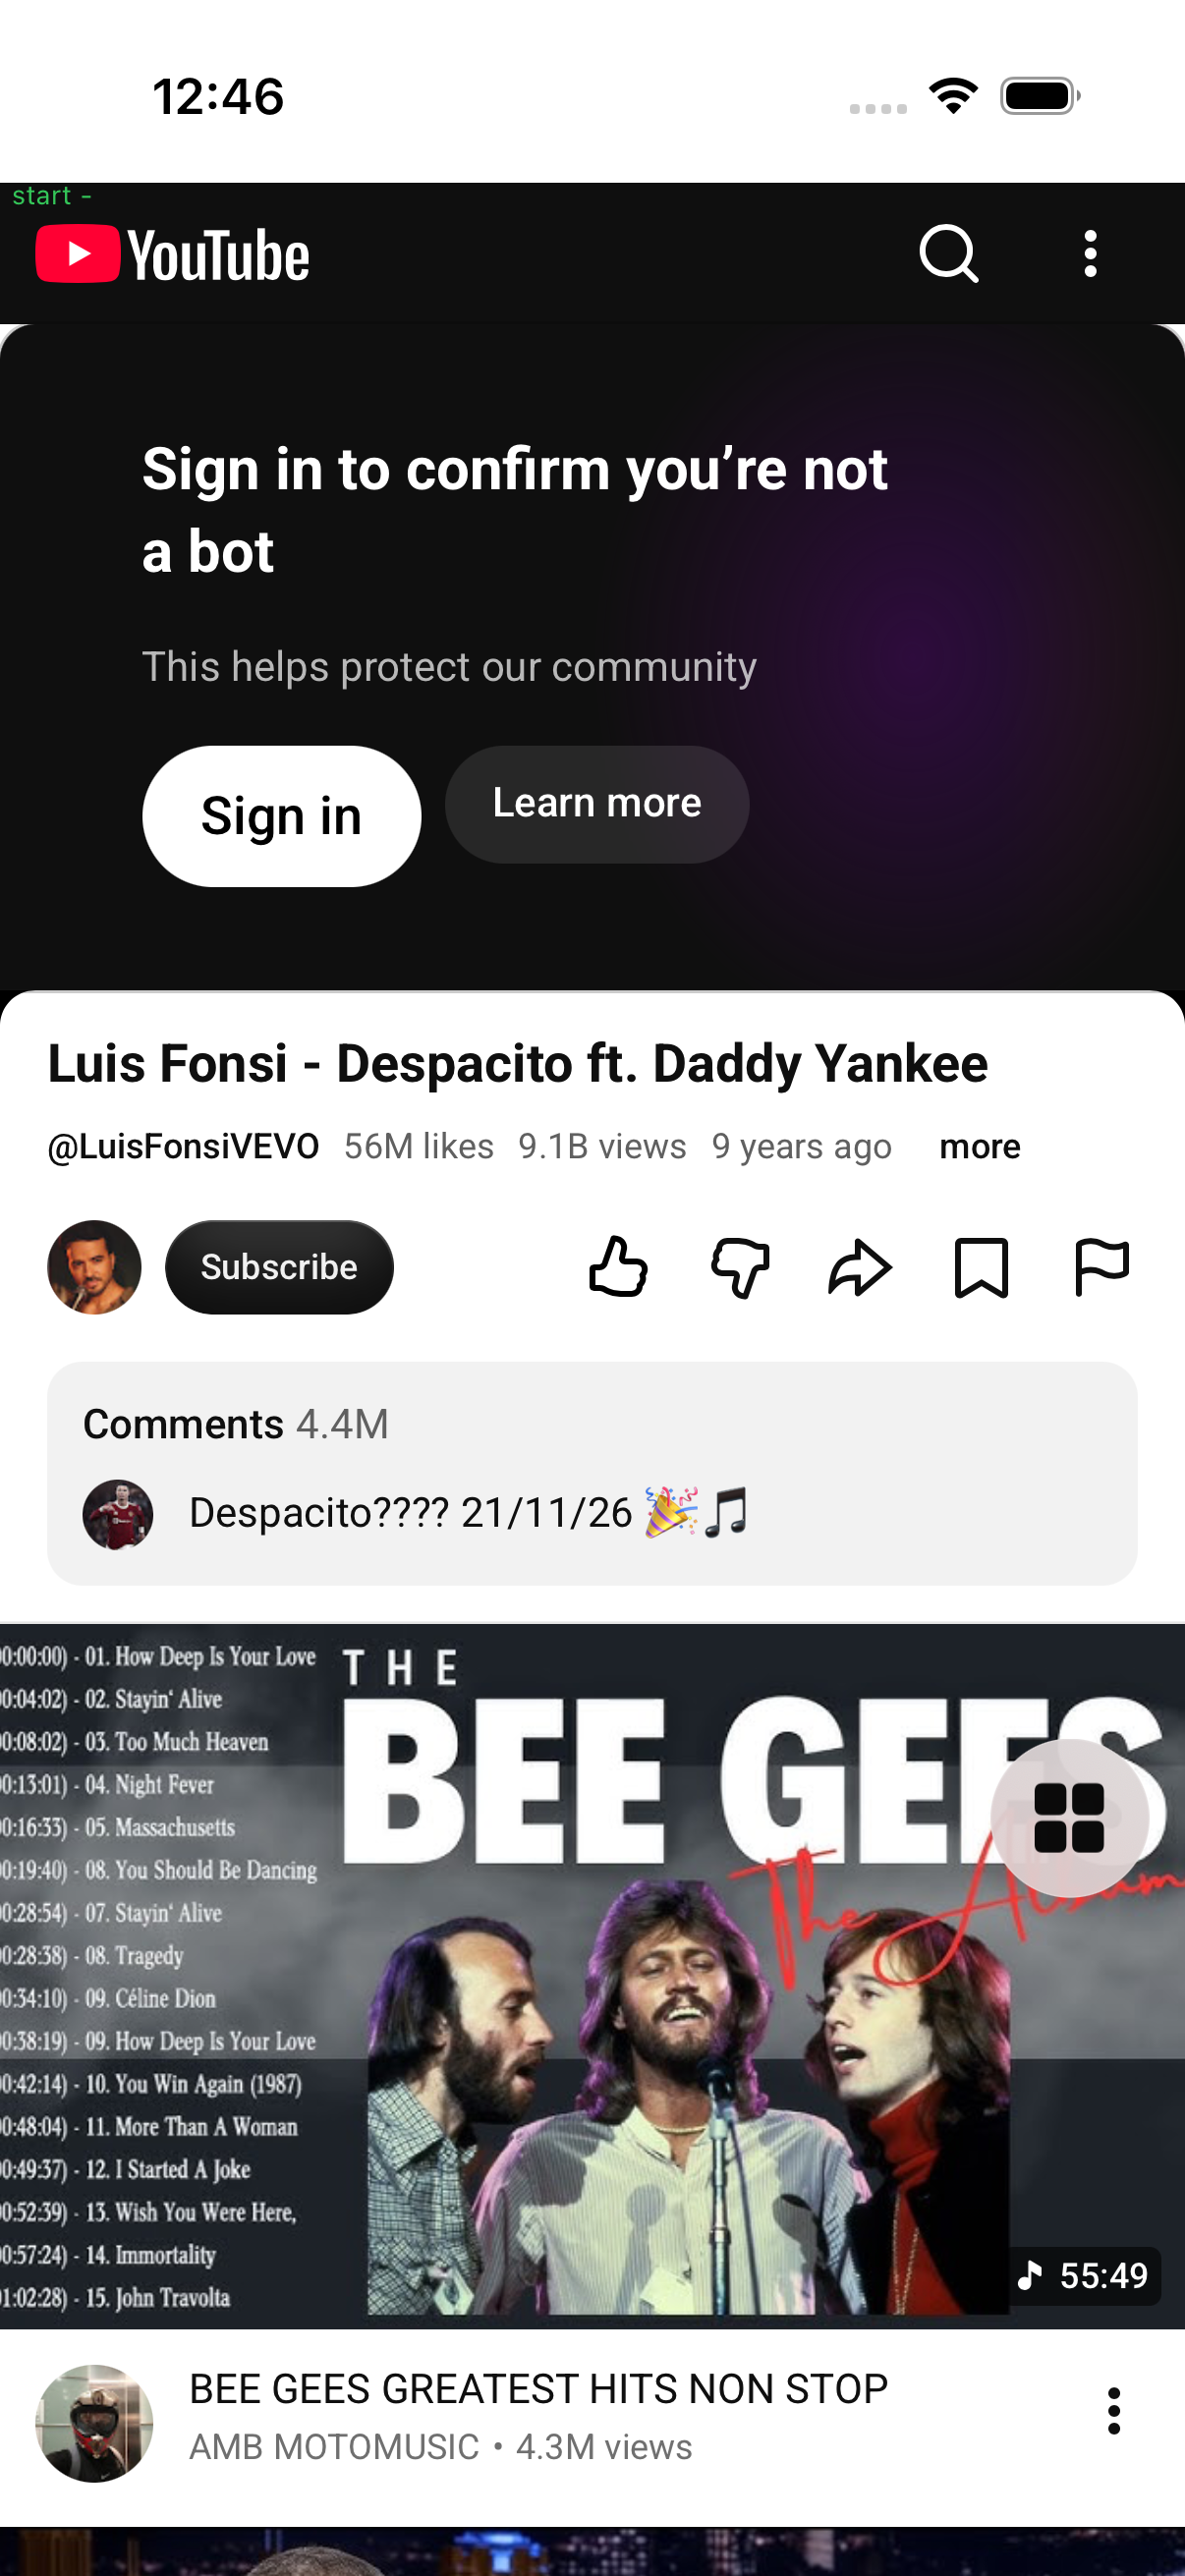 12:46
start -
YouTube
Sign in to confirm you’re not
a bot
This helps protect our community
Sign in
Learn more
Luis Fonsi - Despacito ft. Daddy Yankee
@LuisFonsiVEVO 56M likes 9.1B views 9 years ago more
Subscribe
Comments 4.4M
Despacito???? 21/11/26 🎉🎵
0:00:00) - 01. How Deep Is Your Love
0:04:02) - 02. Stayin‘ Alive
0:08:02) - 03. Too Much Heaven
0:13:01) - 04. Night Fever
0:16:33) - 05. Massachusetts
0:19:40) - 08. You Should Be Dancing
0:28:54) - 07. Stayin‘ Alive
0:28:38) - 08. Tragedy
0:34:10) - 09. Céline Dion
0:38:19) - 09. How Deep Is Your Love
0:42:14) - 10. You Win Again (1987)
0:48:04) - 11. More Than A Woman
0:49:37) - 12. I Started A Joke
0:52:39) - 13. Wish You Were Here,
0:57:24) - 14. Immortality
1:02:28) - 15. John Travolta
THE
BEE GEES
The Album
55:49
BEE GEES GREATEST HITS NON STOP
AMB MOTOMUSIC • 4.3M views